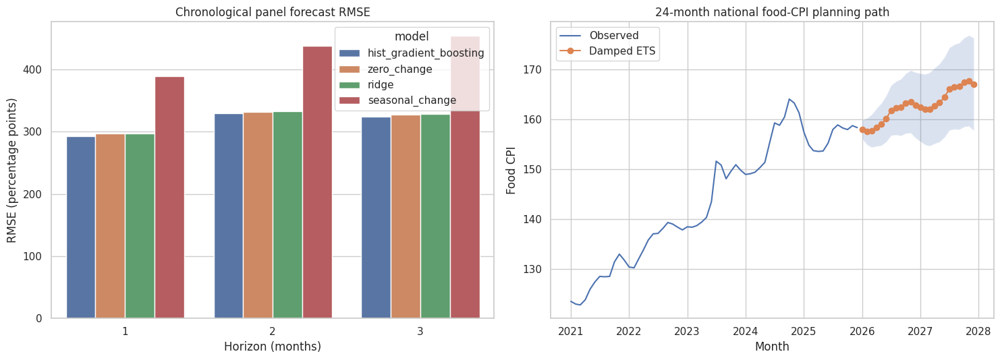 Chronological panel forecast RMSE
RMSE (percentage points)
400
300
200
100
0
1
2
3
Horizon (months)
model
hist_gradient_boosting
zero_change
ridge
seasonal_change
24-month national food-CPI planning path
Food CPI
170
160
150
140
130
2021
2022
2023
2024
2025
2026
2027
2028
Month
Observed
Damped ETS